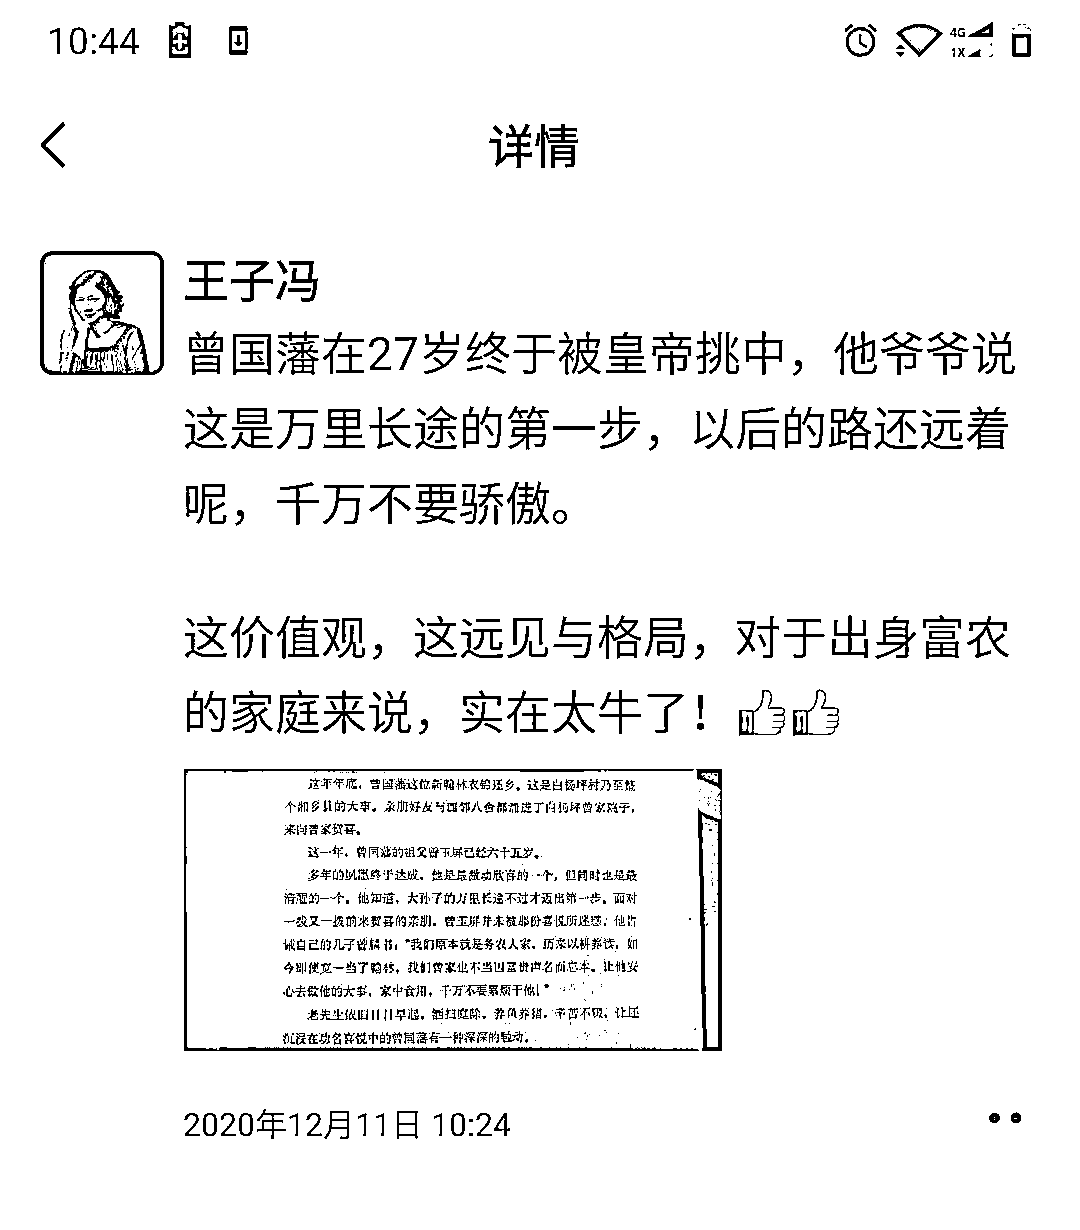 10:44
4G
1X
详情
王子冯
曾国藩在27岁终于被皇帝挑中，他爷爷说
这是万里长途的第一步，以后的路还远着
呢，千万不要骄傲。
这价值观，这远见与格局，对于出身富农
的家庭来说，实在太牛了！👍👍
这年年底，曾国藩这位新翰林衣锦还乡。这是白杨坪村乃至整
个湘乡县的大事。亲朋好友与四邻八舍都涌进了白杨坪曾家院子，
来向曾家贺喜。
这一年，曾国藩的祖父曾玉屏已经六十五岁。
多年的夙愿终于达成，他是最激动欣喜的一个，但同时也是最
清醒的一个。他知道，大孙子的万里长途不过才迈出第一步。面对
一拨又一拨前来贺喜的亲朋，曾玉屏并未被那份喜悦所迷惑，他告
诫自己的儿子曾麟书："我们原本就是务农人家，历来以耕养读，如
今即便宽一当了翰林，我们曾家也不当因富贵声名而忘本。让他安
心去做他的大事，家中食用，千万不要累烦于他！"
老先生依旧日日早起，洒扫庭除，养鱼养猪，辛苦不毁，让
沉浸在功名喜悦中的曾国藩有一种深深的触动。
2020年12月11日 10:24